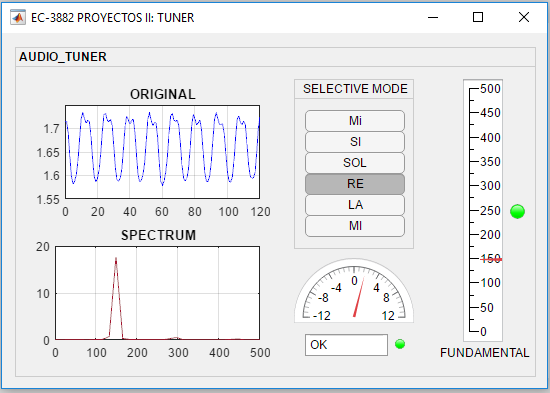 EC-3882 PROYECTOS II: TUNER
AUDIO_TUNER
ORIGINAL
1.7
1.65
1.6
1.55
0 20 40 60 80 100 120
SPECTRUM
20
10
0
0 100 200 300 400 500
SELECTIVE MODE
Mi
SI
SOL
RE
LA
MI
-12 -8 -4 0 4 8 12
OK
500
450
400
350
300
250
200
150
100
50
0
FUNDAMENTAL